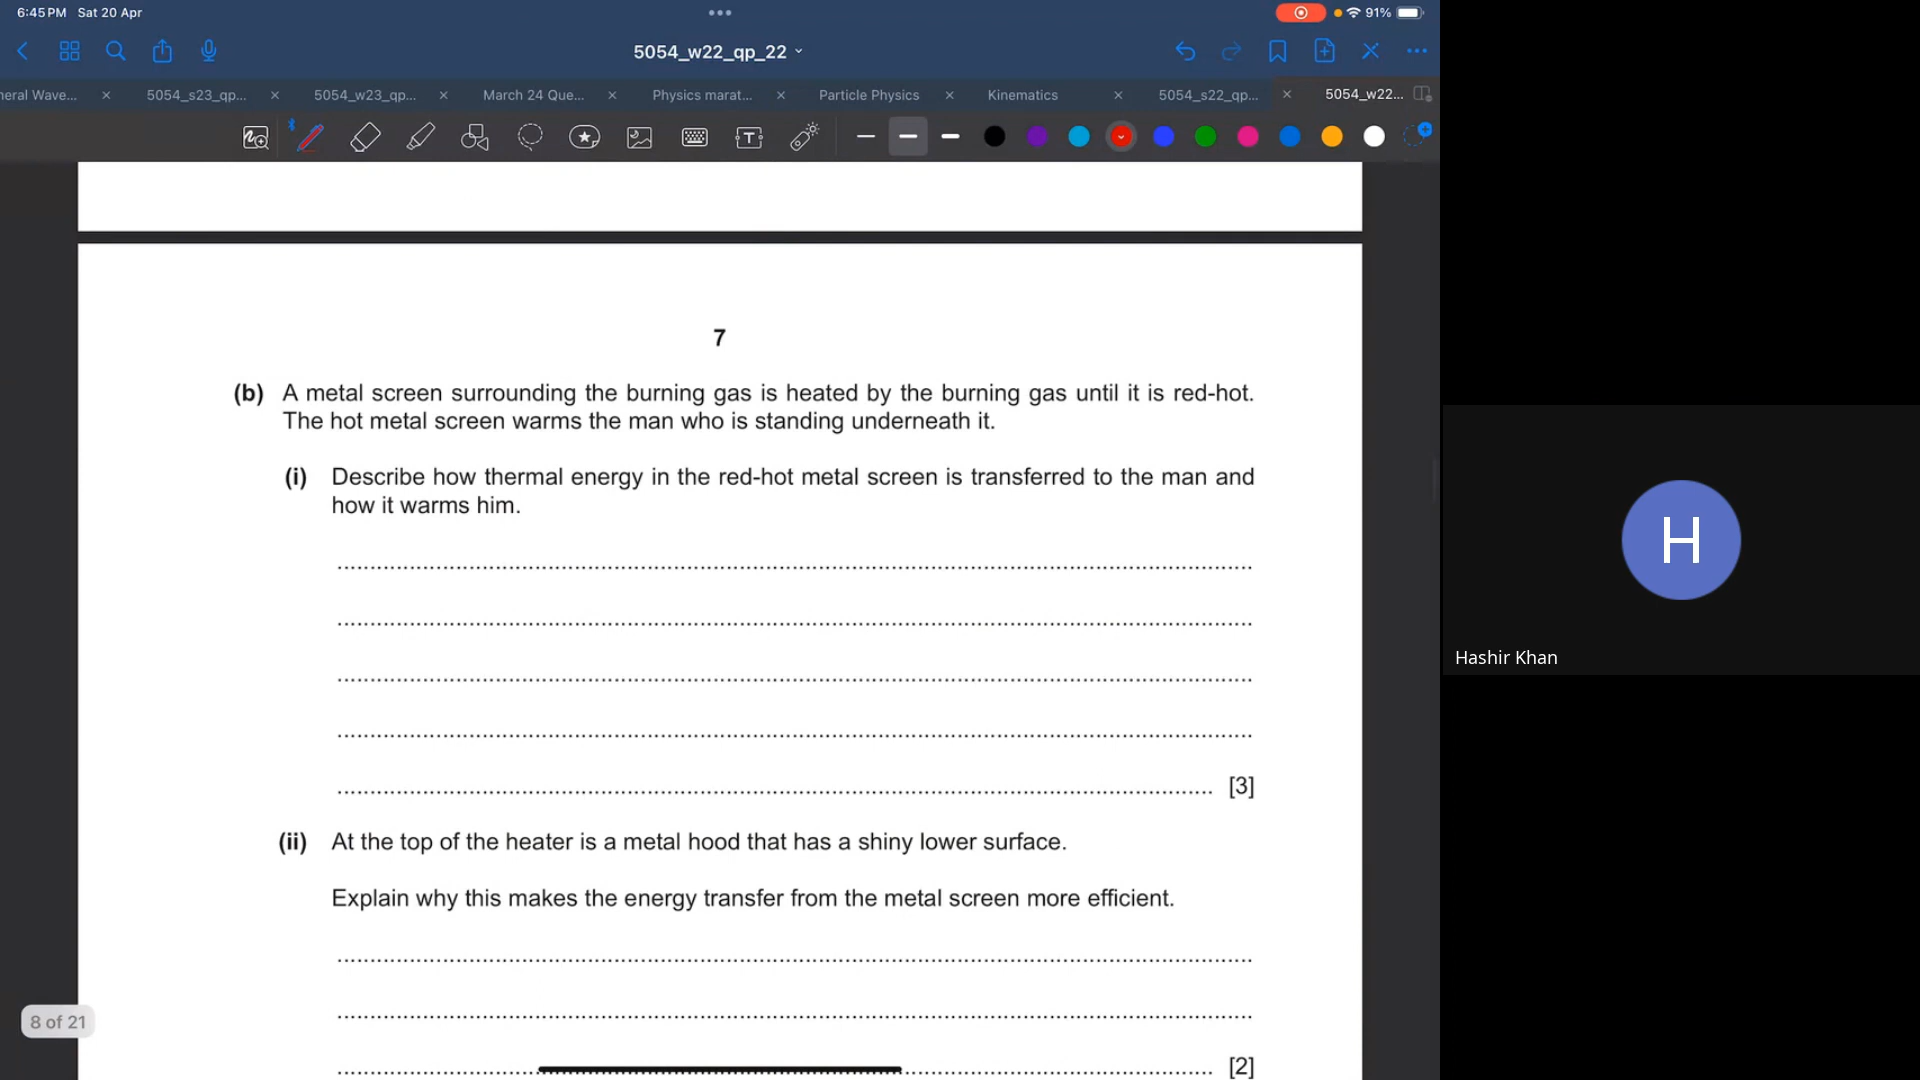 6:45 PM Sat 20 Apr
91%
5054_w22_qp_22
neral Wave...
5054_s23_qp...
5054_w23_qp...
March 24 Que...
Physics marat...
Particle Physics
Kinematics
5054_s22_qp...
5054_w22...
7
(b) A metal screen surrounding the burning gas is heated by the burning gas until it is red-hot.
The hot metal screen warms the man who is standing underneath it.
(i) Describe how thermal energy in the red-hot metal screen is transferred to the man and
how it warms him.
[3]
(ii) At the top of the heater is a metal hood that has a shiny lower surface.
Explain why this makes the energy transfer from the metal screen more efficient.
[2]
8 of 21
H
Hashir Khan